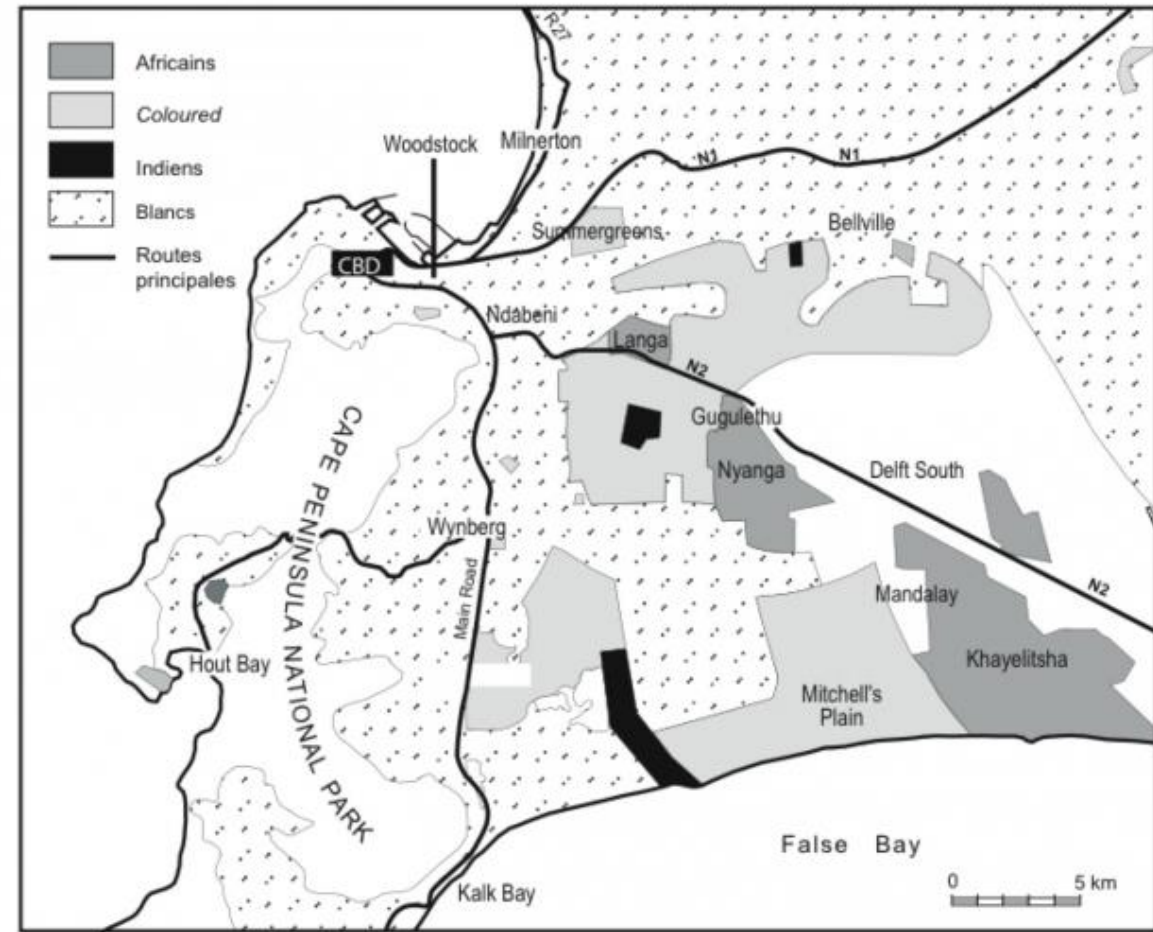 Africains
Coloured
Indiens
Blancs
Routes
principales
R27
Woodstock
Milnerton
N1
N1
Summergreens
Bellville
CBD
Ndabeni
Langa
N2
Gugulethu
Nyanga
Delft South
CAPE PENINSULA NATIONAL PARK
Wynberg
Main Road
Mandalay
N2
Hout Bay
Khayelitsha
Mitchell's
Plain
False Bay
Kalk Bay
0 5 km